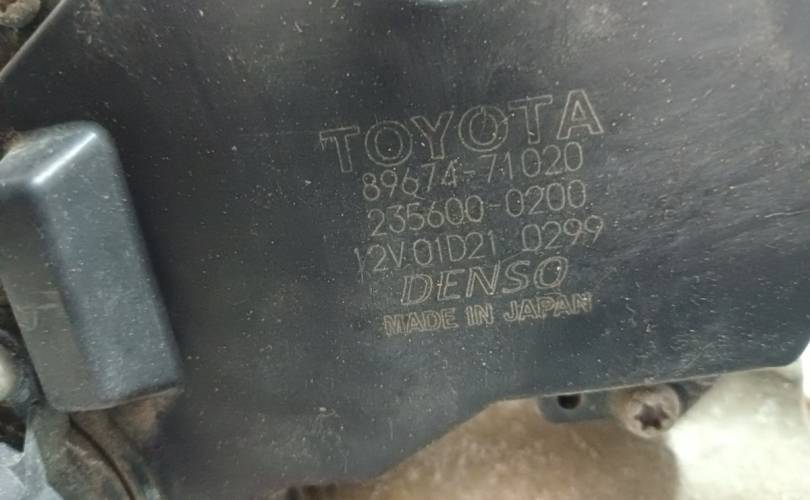 TOYOTA
89674-71020
235600-0200
12V 01D21 0299
DENSO
MADE IN JAPAN